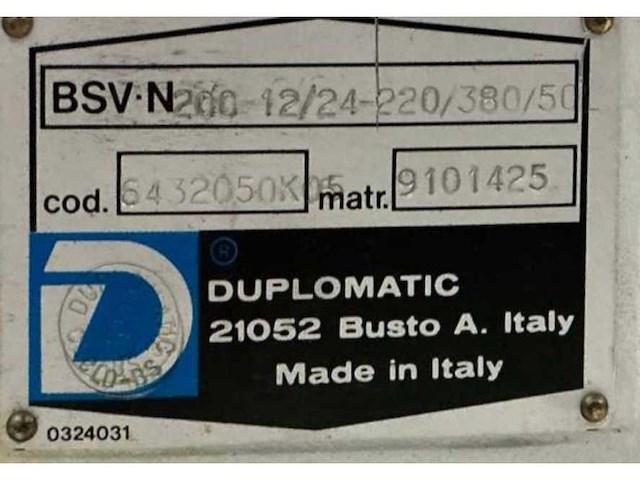 BSV·N200-12/24-220/380/50
cod. 6432050K05 matr. 9101425
®
DUPLOMATIC
21052 Busto A. Italy
Made in Italy
0324031